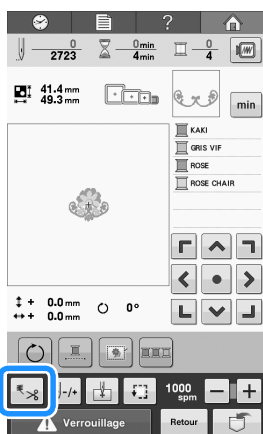 ?
0
2723
0min
4min
0
4
41.4 mm
49.3 mm
min
KAKI
GRIS VIF
ROSE
ROSE CHAIR
+ 0.0 mm
+ 0.0 mm
0°
-/+
1000
spm
- +
Verrouillage
Retour